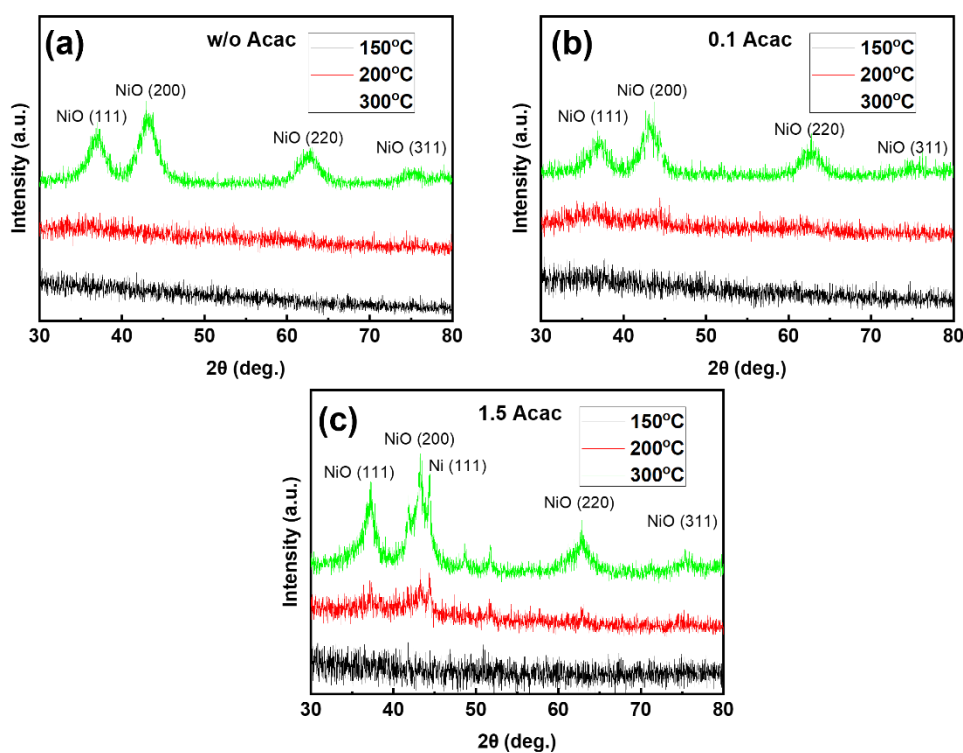 (a)
w/o Acac
150°C
200°C
300°C
NiO (111)
NiO (200)
NiO (220)
NiO (311)
Intensity (a.u.)
30 40 50 60 70 80
2θ (deg.)
(b)
0.1 Acac
150°C
200°C
300°C
NiO (111)
NiO (200)
NiO (220)
NiO (311)
Intensity (a.u.)
30 40 50 60 70 80
2θ (deg.)
(c)
1.5 Acac
150°C
200°C
300°C
NiO (111)
NiO (200)
Ni (111)
NiO (220)
NiO (311)
Intensity (a.u.)
30 40 50 60 70 80
2θ (deg.)